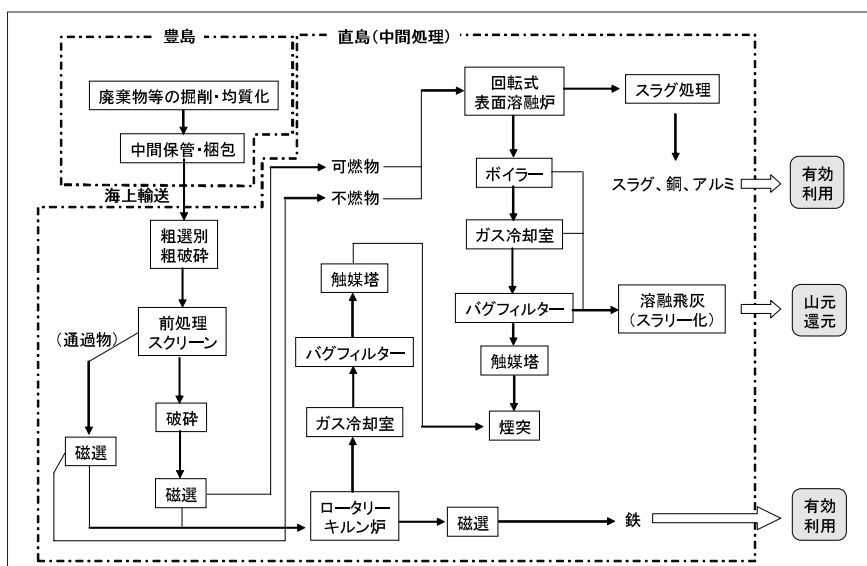 豊島
直島(中間処理)
廃棄物等の掘削・均質化
中間保管・梱包
海上輸送
粗選別
粗破砕
前処理
スクリーン
(通過物)
破砕
磁選
磁選
可燃物
不燃物
触媒塔
バグフィルター
ガス冷却室
ロータリー
キルン炉
磁選
鉄
有効
利用
回転式
表面溶融炉
スラグ処理
スラグ、銅、アルミ
有効
利用
ボイラー
ガス冷却室
バグフィルター
溶融飛灰
(スラリー化)
山元
還元
触媒塔
煙突